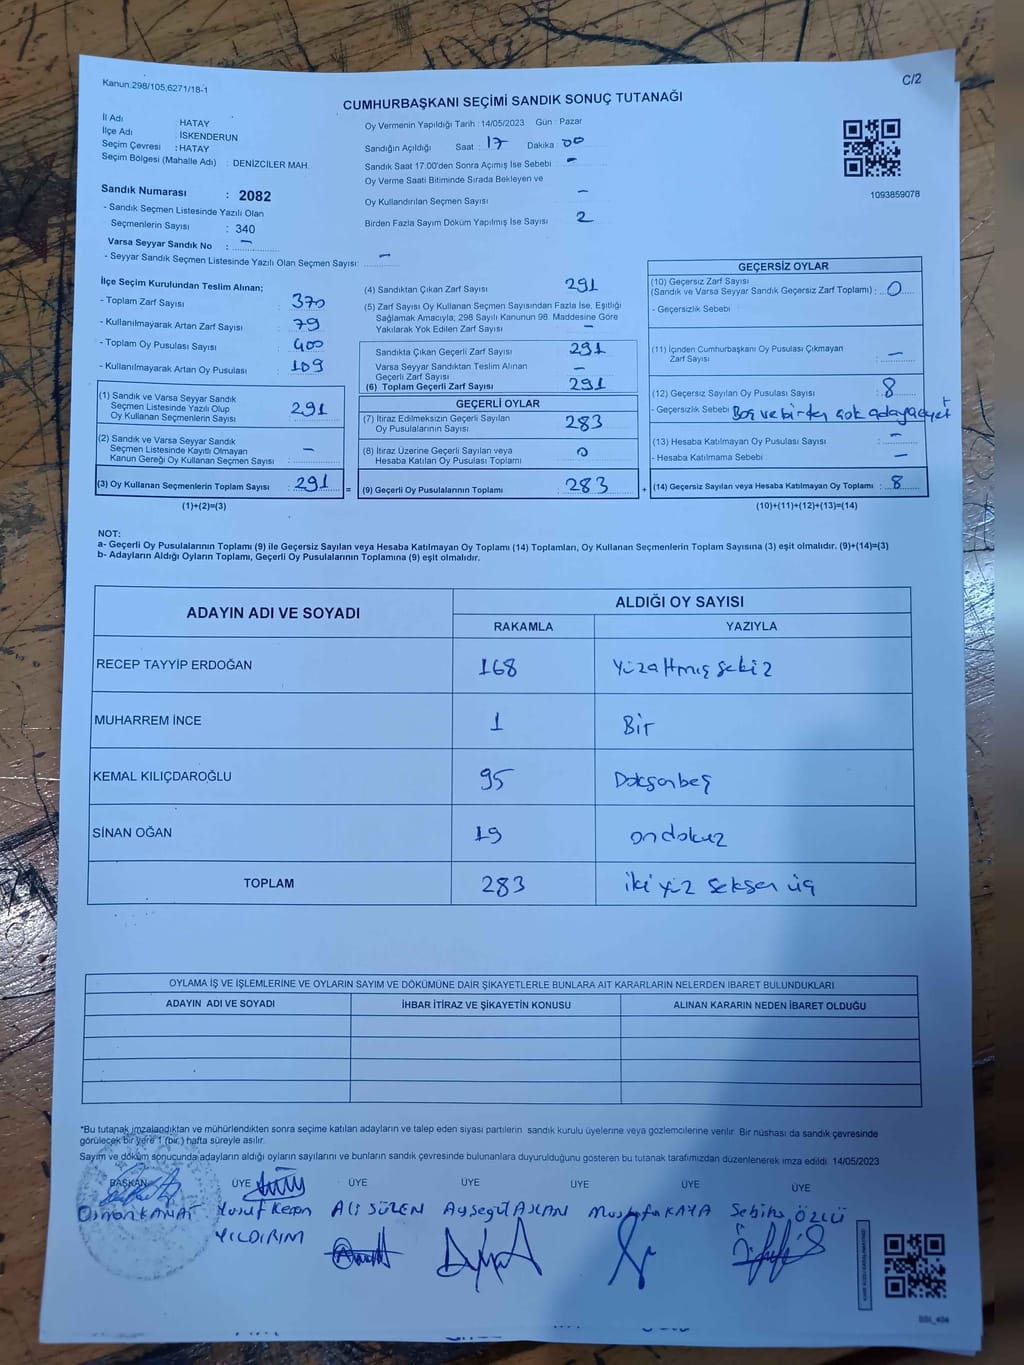 Kanun.298/105,6271/18-1
C/2
CUMHURBAŞKANI SEÇİMİ SANDIK SONUÇ TUTANAĞI
İl Adı : HATAY
İlçe Adı : İSKENDERUN
Seçim Çevresi : HATAY
Seçim Bölgesi (Mahalle Adı) : DENİZCİLER MAH.
Sandık Numarası : 2082
- Sandık Seçmen Listesinde Yazılı Olan
Seçmenlerin Sayısı : 340
Varsa Seyyar Sandık No : –
- Seyyar Sandık Seçmen Listesinde Yazılı Olan Seçmen Sayısı: –
Oy Vermenin Yapıldığı Tarih : 14/05/2023 Gün : Pazar
Sandığın Açıldığı Saat : 17 Dakika : 00
Sandık Saat 17:00'den Sonra Açılmış İse Sebebi : –
Oy Verme Saati Bitiminde Sırada Bekleyen ve
Oy Kullandırılan Seçmen Sayısı –
Birden Fazla Sayım Döküm Yapılmış İse Sayısı : 2
1093859078
İlçe Seçim Kurulundan Teslim Alınan;
- Toplam Zarf Sayısı : 370
- Kullanılmayarak Artan Zarf Sayısı : 79
- Toplam Oy Pusulası Sayısı : 400
- Kullanılmayarak Artan Oy Pusulası : 109
(1) Sandık ve Varsa Seyyar Sandık
Seçmen Listesinde Yazılı Olup
Oy Kullanan Seçmenlerin Sayısı : 291
(2) Sandık ve Varsa Seyyar Sandık
Seçmen Listesinde Kayıtlı Olmayan
Kanun Gereği Oy Kullanan Seçmen Sayısı : –
(3) Oy Kullanan Seçmenlerin Toplam Sayısı : 291 =
(1)+(2)=(3)
(4) Sandıktan Çıkan Zarf Sayısı : 291
(5) Zarf Sayısı Oy Kullanan Seçmen Sayısından Fazla İse, Eşitliği
Sağlamak Amacıyla; 298 Sayılı Kanunun 98. Maddesine Göre
Yakılarak Yok Edilen Zarf Sayısı : –
Sandıkta Çıkan Geçerli Zarf Sayısı : 291
Varsa Seyyar Sandıktan Teslim Alınan
Geçerli Zarf Sayısı : –
(6) Toplam Geçerli Zarf Sayısı : 291
GEÇERLİ OYLAR
(7) İtiraz Edilmeksizin Geçerli Sayılan
Oy Pusulalarının Sayısı : 283
(8) İtiraz Üzerine Geçerli Sayılan veya
Hesaba Katılan Oy Pusulası Toplamı : 0
(9) Geçerli Oy Pusulalarının Toplamı : 283 +
GEÇERSİZ OYLAR
(10) Geçersiz Zarf Sayısı
(Sandık ve Varsa Seyyar Sandık Geçersiz Zarf Toplamı) : 0
- Geçersizlik Sebebi :
(11) İçinden Cumhurbaşkanı Oy Pusulası Çıkmayan
Zarf Sayısı : –
(12) Geçersiz Sayılan Oy Pusulası Sayısı : 8
- Geçersizlik Sebebi : Boş ve birden çok adaya evet
(13) Hesaba Katılmayan Oy Pusulası Sayısı : –
- Hesaba Katılmama Sebebi : –
(14) Geçersiz Sayılan veya Hesaba Katılmayan Oy Toplamı : 8
(10)+(11)+(12)+(13)=(14)
NOT:
a- Geçerli Oy Pusulalarının Toplamı (9) ile Geçersiz Sayılan veya Hesaba Katılmayan Oy Toplamı (14) Toplamları, Oy Kullanan Seçmenlerin Toplam Sayısına (3) eşit olmalıdır. (9)+(14)=(3)
b- Adayların Aldığı Oyların Toplamı, Geçerli Oy Pusulalarının Toplamına (9) eşit olmalıdır.
ADAYIN ADI VE SOYADI
ALDIĞI OY SAYISI
RAKAMLA YAZIYLA
RECEP TAYYİP ERDOĞAN 168 Yüzaltmış sekiz
MUHARREM İNCE 1 Bir
KEMAL KILIÇDAROĞLU 95 Doksanbeş
SİNAN OĞAN 19 ondokuz
TOPLAM 283 iki yüz seksen üç
OYLAMA İŞ VE İŞLEMLERİNE VE OYLARIN SAYIM VE DÖKÜMÜNE DAİR ŞİKAYETLERLE BUNLARA AİT KARARLARIN NELERDEN İBARET BULUNDUKLARI
ADAYIN ADI VE SOYADI İHBAR İTİRAZ VE ŞİKAYETİN KONUSU ALINAN KARARIN NEDEN İBARET OLDUĞU
*Bu tutanak imzalandıktan ve mühürlendikten sonra seçime katılan adayların ve talep eden siyasi partilerin sandık kurulu üyelerine veya gözlemcilerine verilir. Bir nüshası da sandık çevresinde
görülecek bir yere 1 (bir) hafta süreyle asılır.
Sayım ve döküm sonucunda adayların aldığı oyların sayılarını ve bunların sandık çevresinde bulunanlara duyurulduğunu gösteren bu tutanak tarafımızdan düzenlenerek imza edildi. 14/05/2023
BAŞKAN ÜYE ÜYE ÜYE ÜYE ÜYE ÜYE
Osman KANAT Yusuf Kenan YILDIRIM Ali SÜZEN Ayşegül ASLAN Mustafa KAYA Sebiha ÖZLÜ